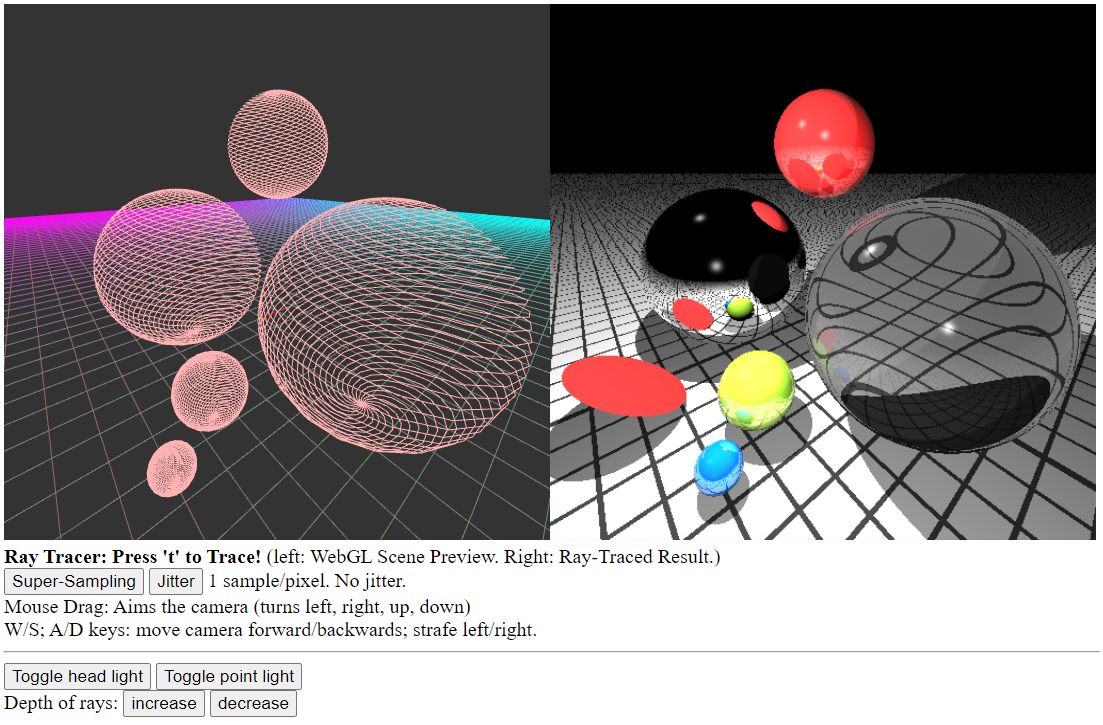 Ray Tracer: Press 't' to Trace! (left: WebGL Scene Preview. Right: Ray-Traced Result.)
Super-Sampling Jitter 1 sample/pixel. No jitter.
Mouse Drag: Aims the camera (turns left, right, up, down)
W/S; A/D keys: move camera forward/backwards; strafe left/right.
Toggle head light Toggle point light
Depth of rays: increase decrease